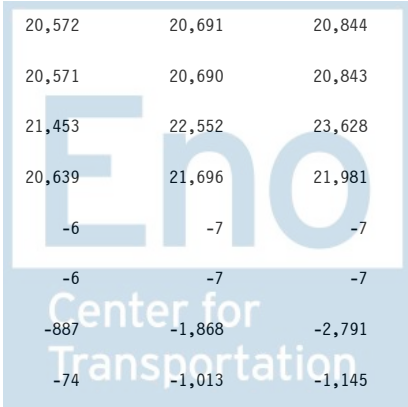 20,572 20,691 20,844
20,571 20,690 20,843
21,453 22,552 23,628
20,639 21,696 21,981
-6 -7 -7
-6 -7 -7
-887 -1,868 -2,791
-74 -1,013 -1,145
Eno
Center for
Transportation